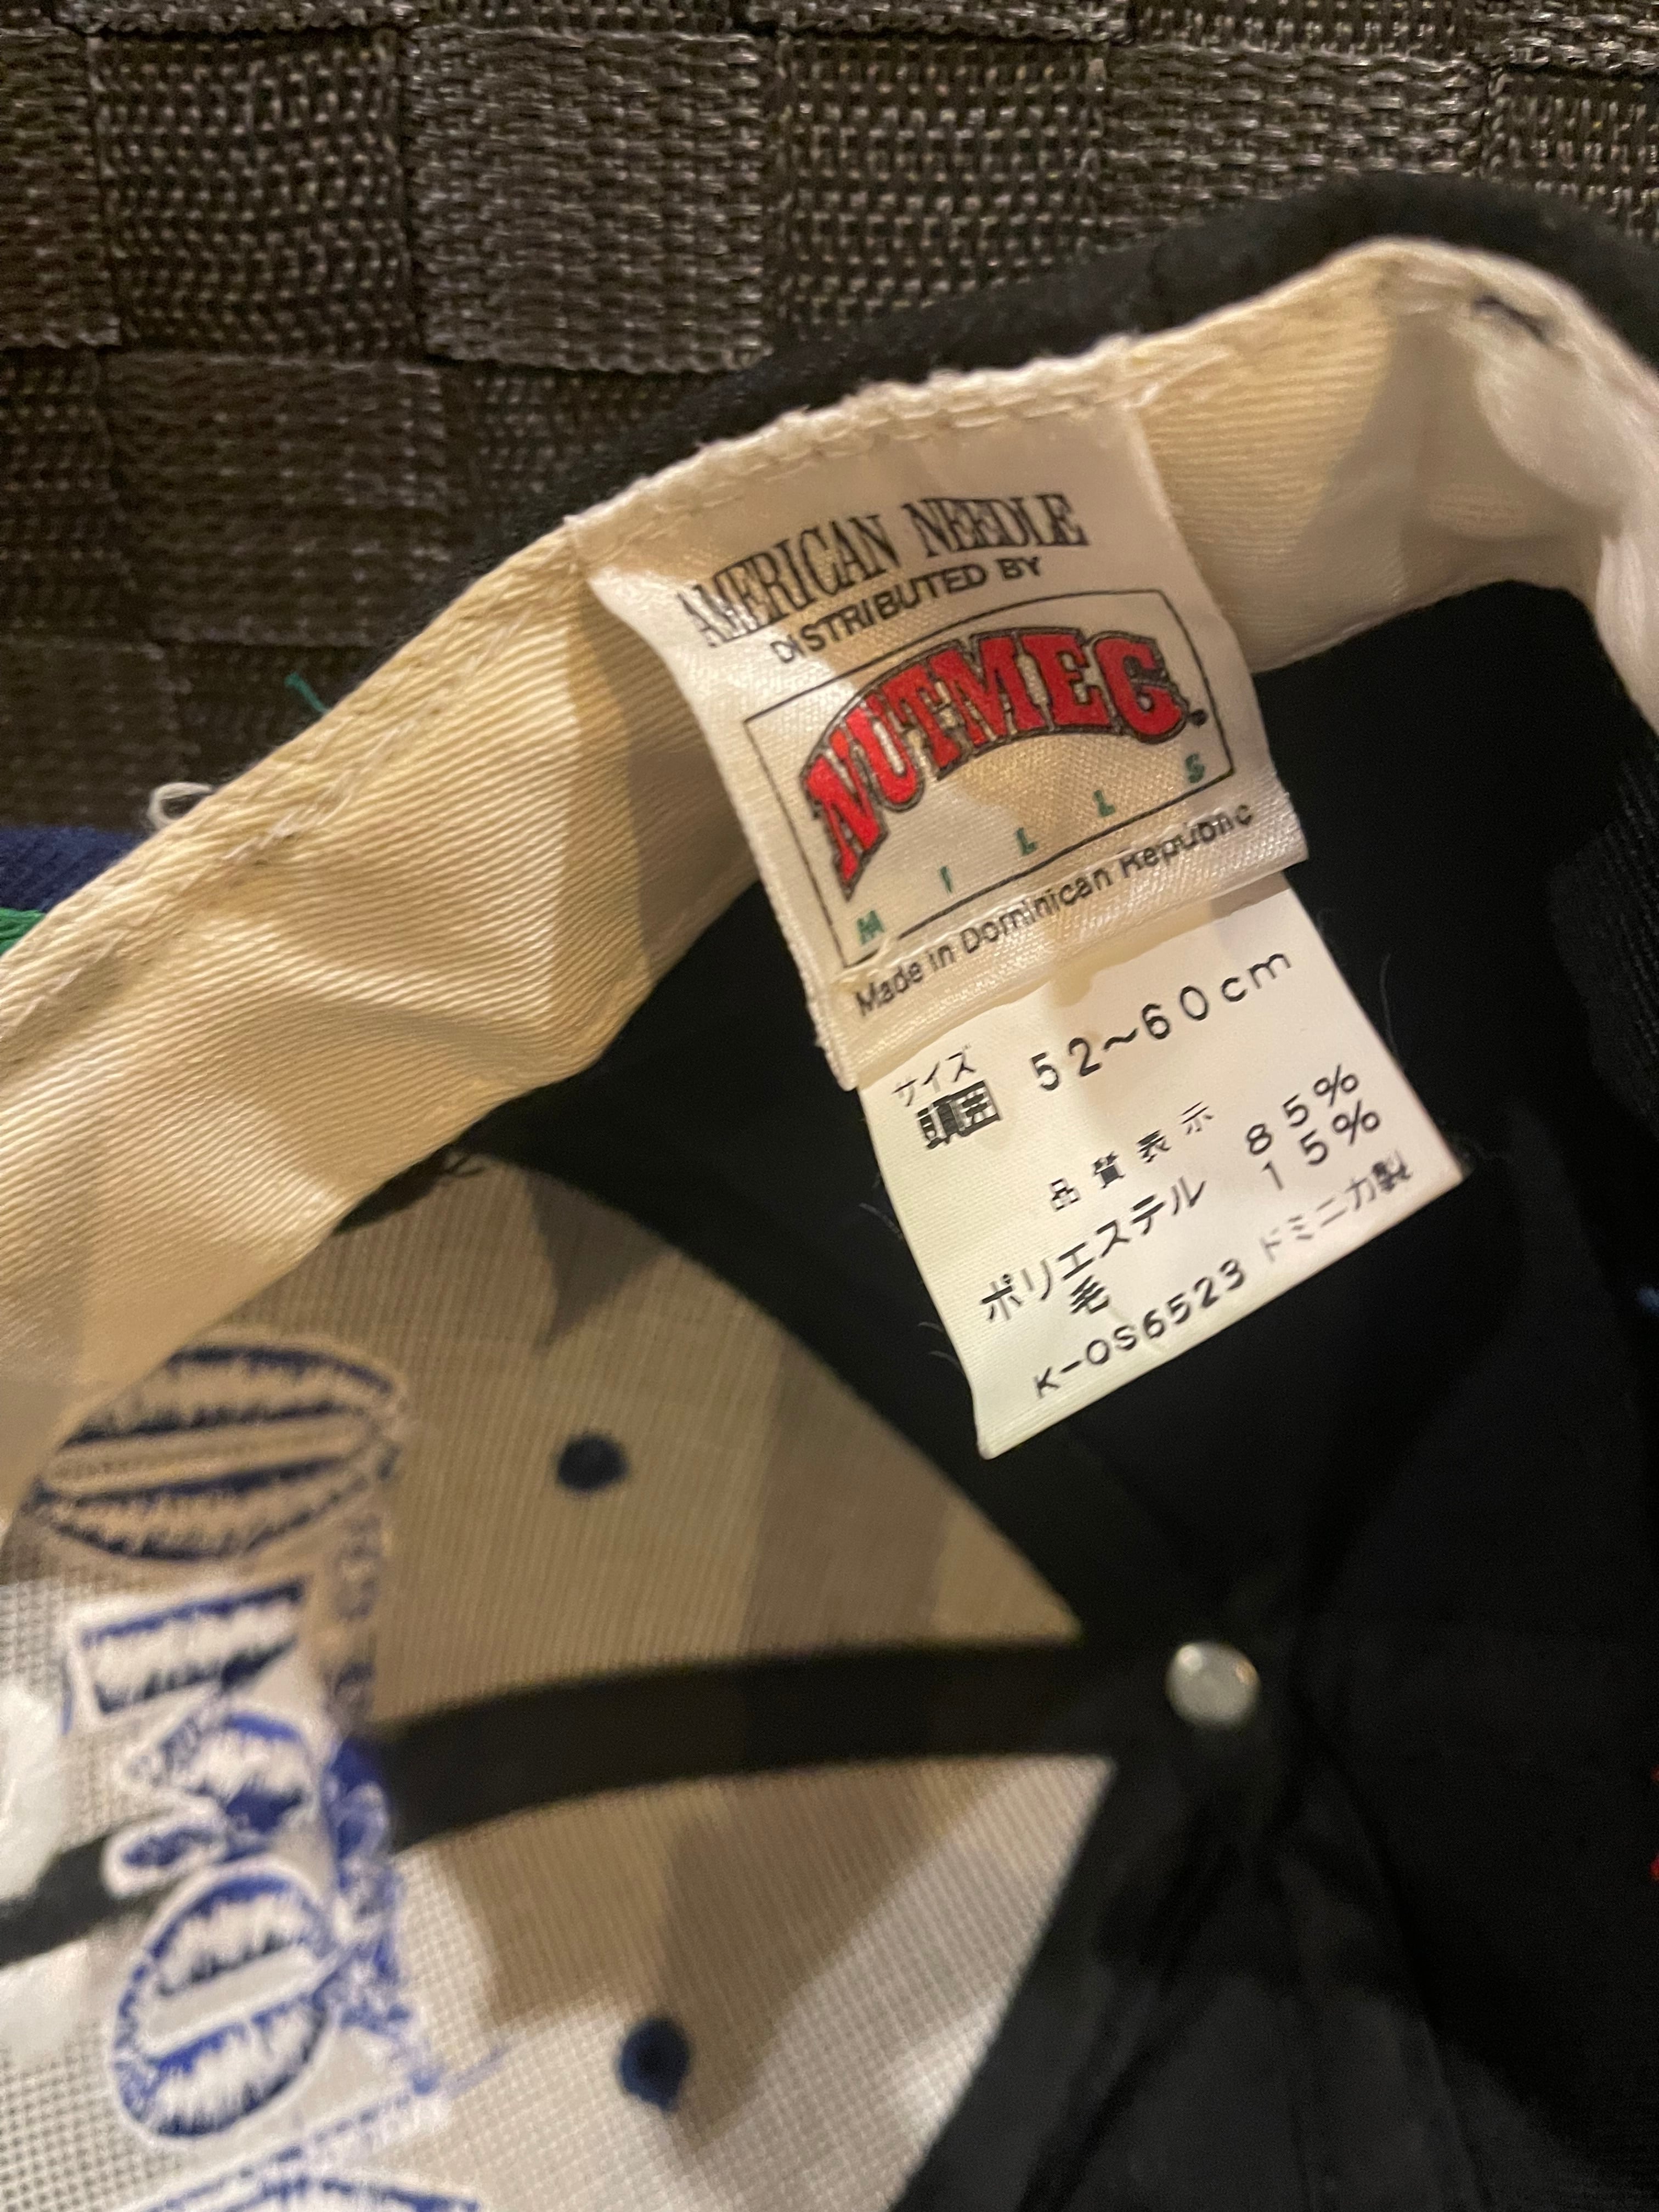 AMERICAN NEEDLE
DISTRIBUTED BY
NUTMEG
MILLS
Made in Dominican Republic
サイズ
頭囲 52~60cm
品質表示
ポリエステル 85%
毛 15%
K-OS6523 ドミニカ製